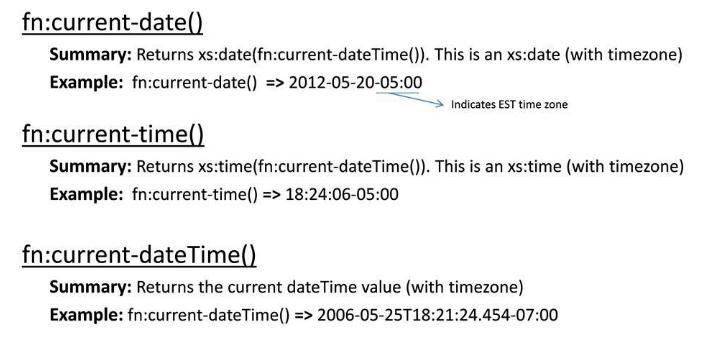 fn:current-date()
Summary: Returns xs:date(fn:current-dateTime()). This is an xs:date (with timezone)
Example: fn:current-date() => 2012-05-20-05:00
Indicates EST time zone
fn:current-time()
Summary: Returns xs:time(fn:current-dateTime()). This is an xs:time (with timezone)
Example: fn:current-time() => 18:24:06-05:00
fn:current-dateTime()
Summary: Returns the current dateTime value (with timezone)
Example: fn:current-dateTime() => 2006-05-25T18:21:24.454-07:00